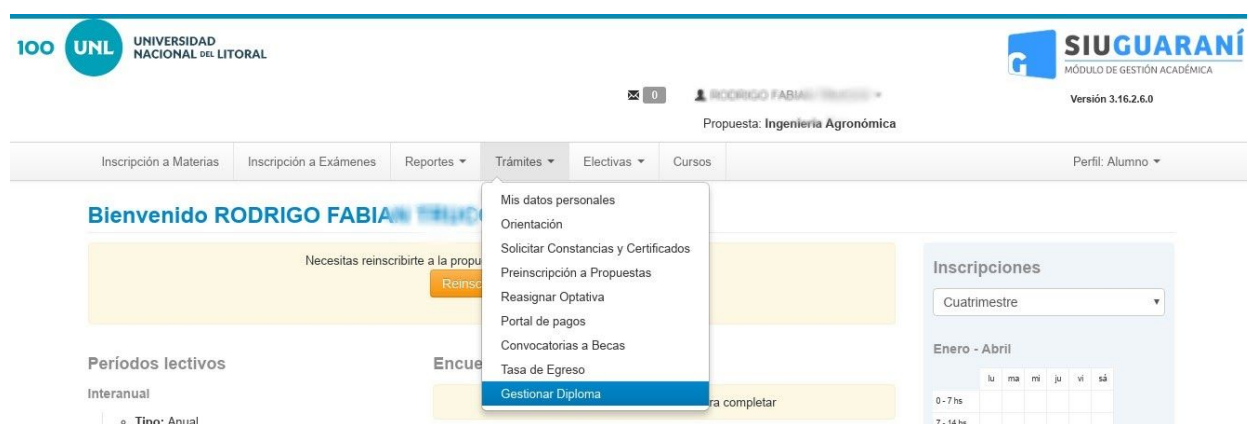 100 UNL UNIVERSIDAD
NACIONAL DEL LITORAL
SIUGUARANÍ
G
MÓDULO DE GESTIÓN ACADÉMICA
0 RODRIGO FABIAN
Versión 3.16.2.6.0
Propuesta: Ingeniería Agronómica
Inscripción a Materias Inscripción a Exámenes Reportes Trámites Electivas Cursos Perfil: Alumno
Bienvenido RODRIGO FABIAN
Mis datos personales
Orientación
Solicitar Constancias y Certificados
Preinscripción a Propuestas
Reasignar Optativa
Portal de pagos
Convocatorias a Becas
Tasa de Egreso
Gestionar Diploma
Necesitas reinscribirte a la propu
Reinsc
Períodos lectivos
Interanual
Tipo: Anual
Encue
ra completar
Inscripciones
Cuatrimestre
Enero - Abril
lu ma mi ju vi sá
0 - 7 hs
7 - 14 hs